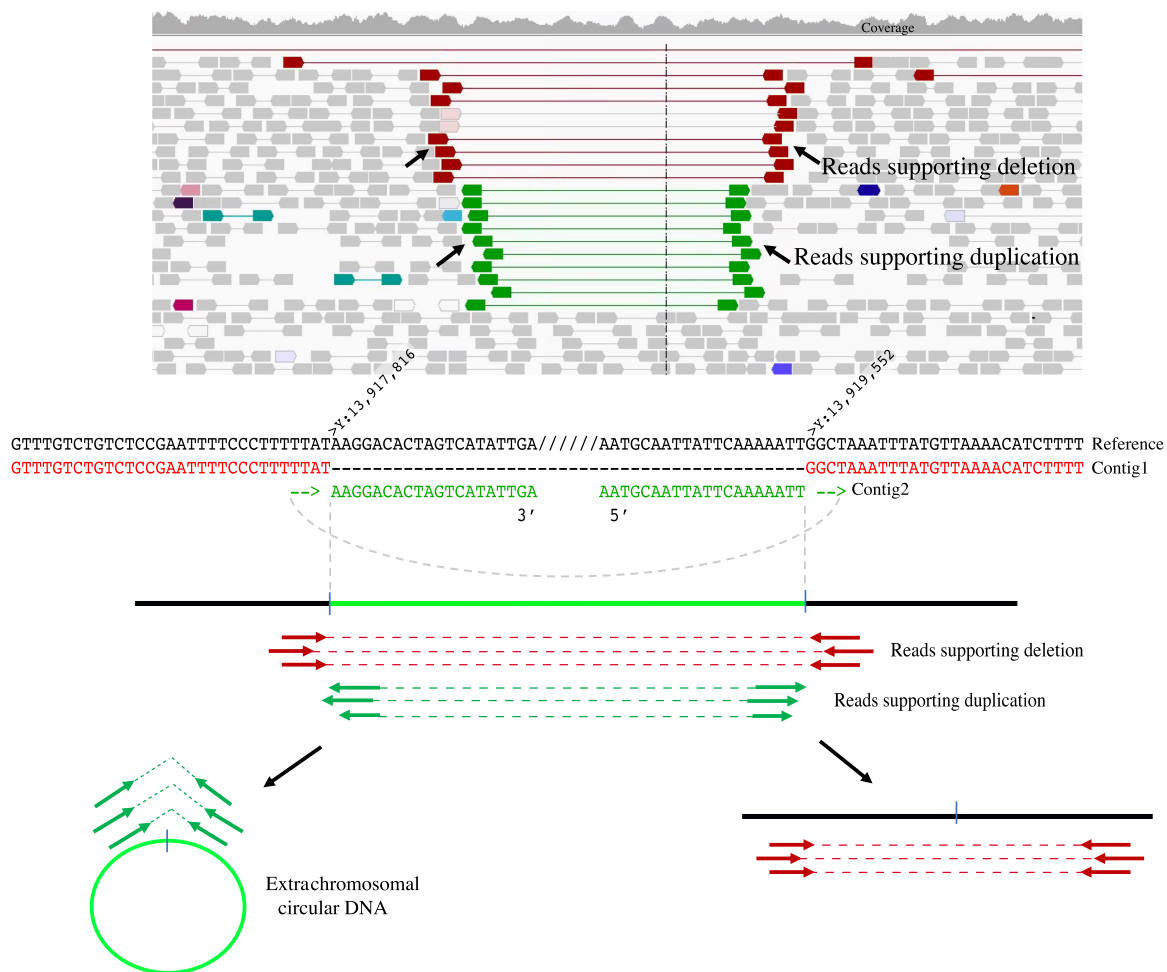 Coverage
Reads supporting deletion
Reads supporting duplication
>Y:13,917,816
>Y:13,919,552
GTTTGTCTGTCTCCGAATTTTCCCTTTTTATAAGGACACTAGTCATATTGA//////AATGCAATTATTCAAAAATTGGCTAAATTTATGTTAAAACATCTTTT Reference
GTTTGTCTGTCTCCGAATTTTCCCTTTTTAT----------------------------------------------GGCTAAATTTATGTTAAAACATCTTTT Contig1
--> AAGGACACTAGTCATATTGA AATGCAATTATTCAAAAATT --> Contig2
3′ 5′
Reads supporting deletion
Reads supporting duplication
Extrachromosomal
circular DNA